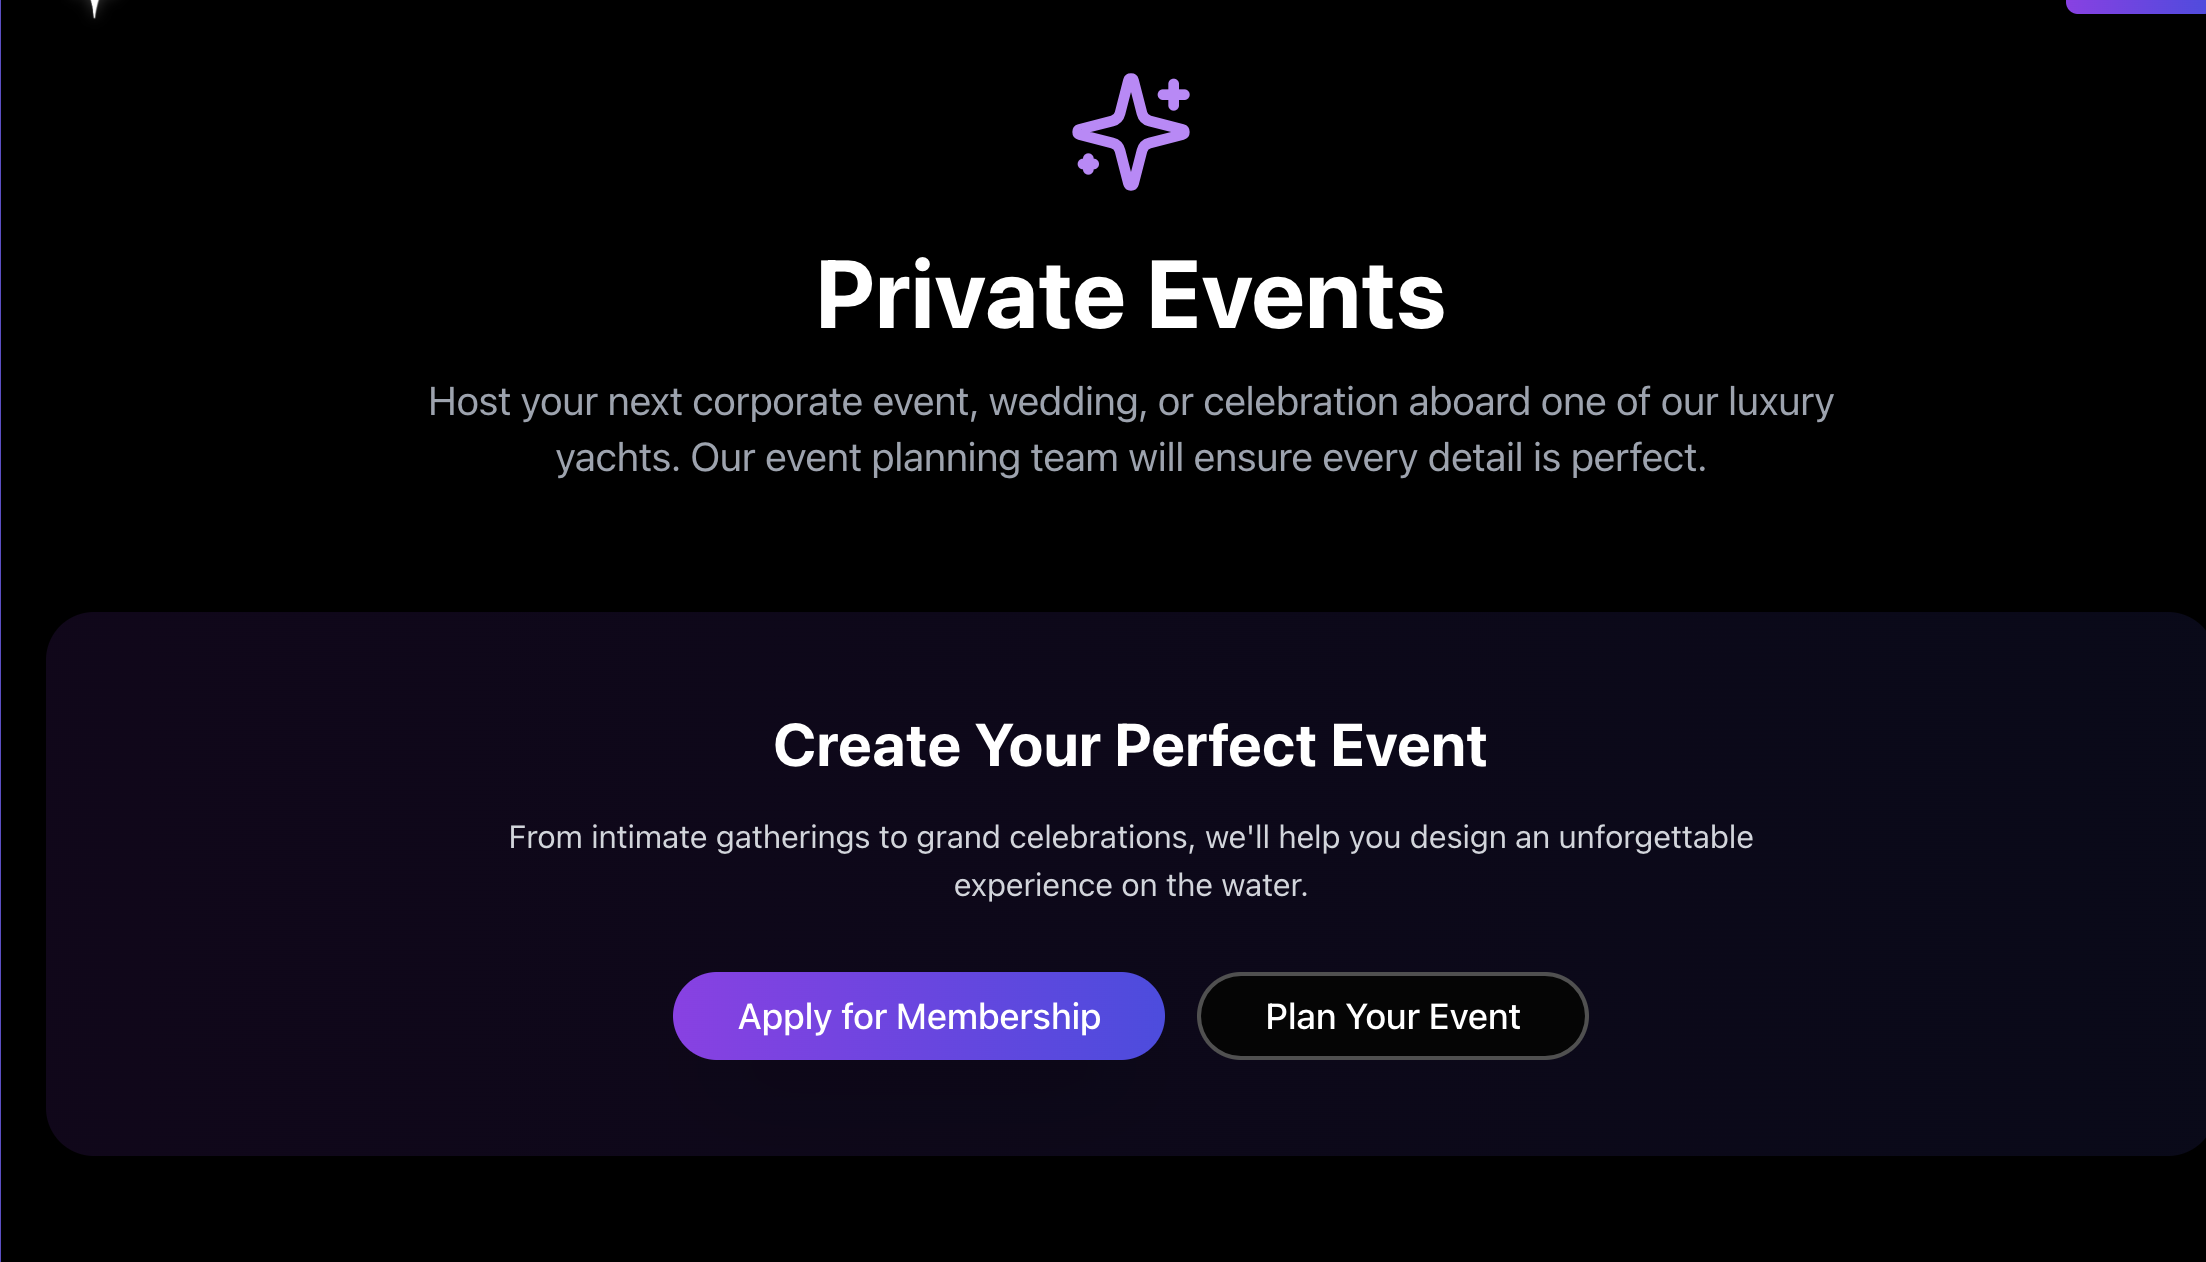 Private Events
Host your next corporate event, wedding, or celebration aboard one of our luxury
yachts. Our event planning team will ensure every detail is perfect.
Create Your Perfect Event
From intimate gatherings to grand celebrations, we'll help you design an unforgettable
experience on the water.
Apply for Membership
Plan Your Event